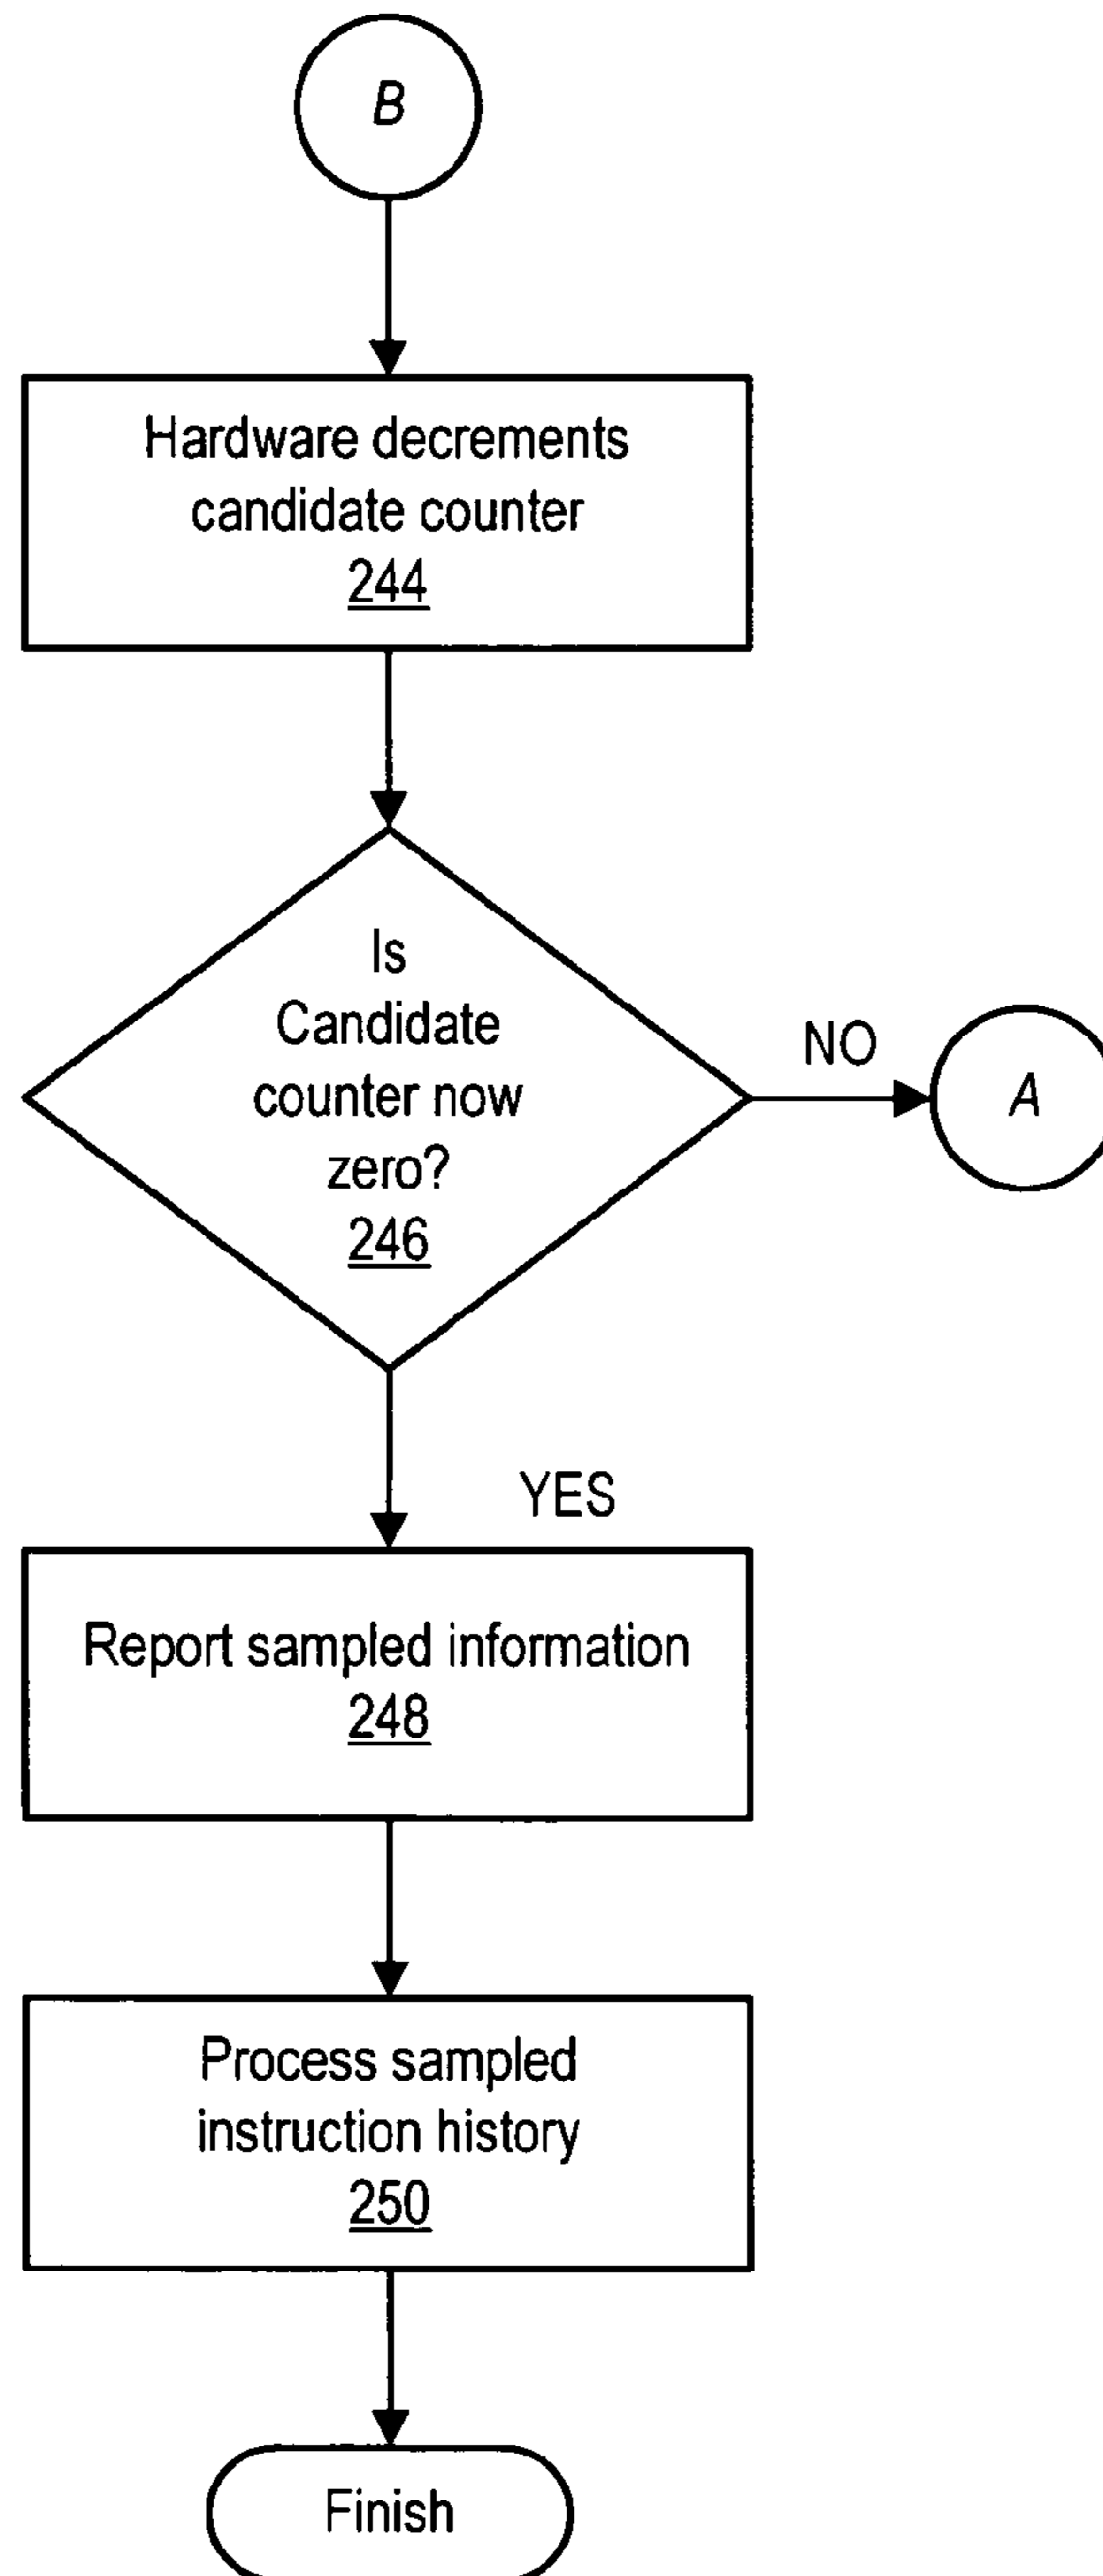 B
Hardware decrements
candidate counter
244
Is
Candidate
counter now
zero?
246
NO
A
YES
Report sampled information
248
Process sampled
instruction history
250
Finish